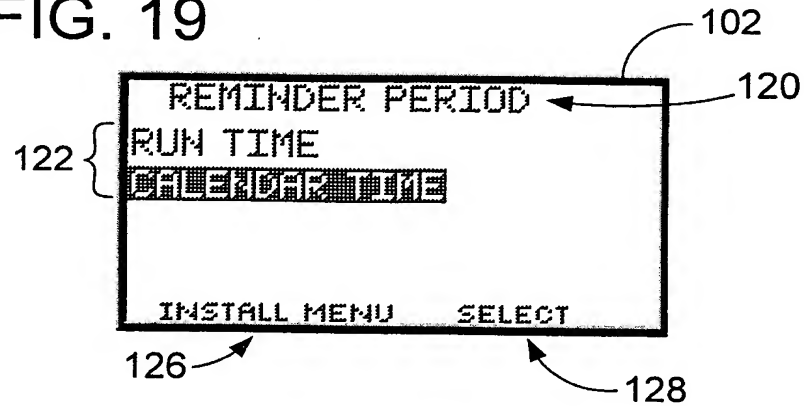 FIG. 19
102
REMINDER PERIOD
120
122
RUN TIME
CALENDAR TIME
INSTALL MENU SELECT
126
128